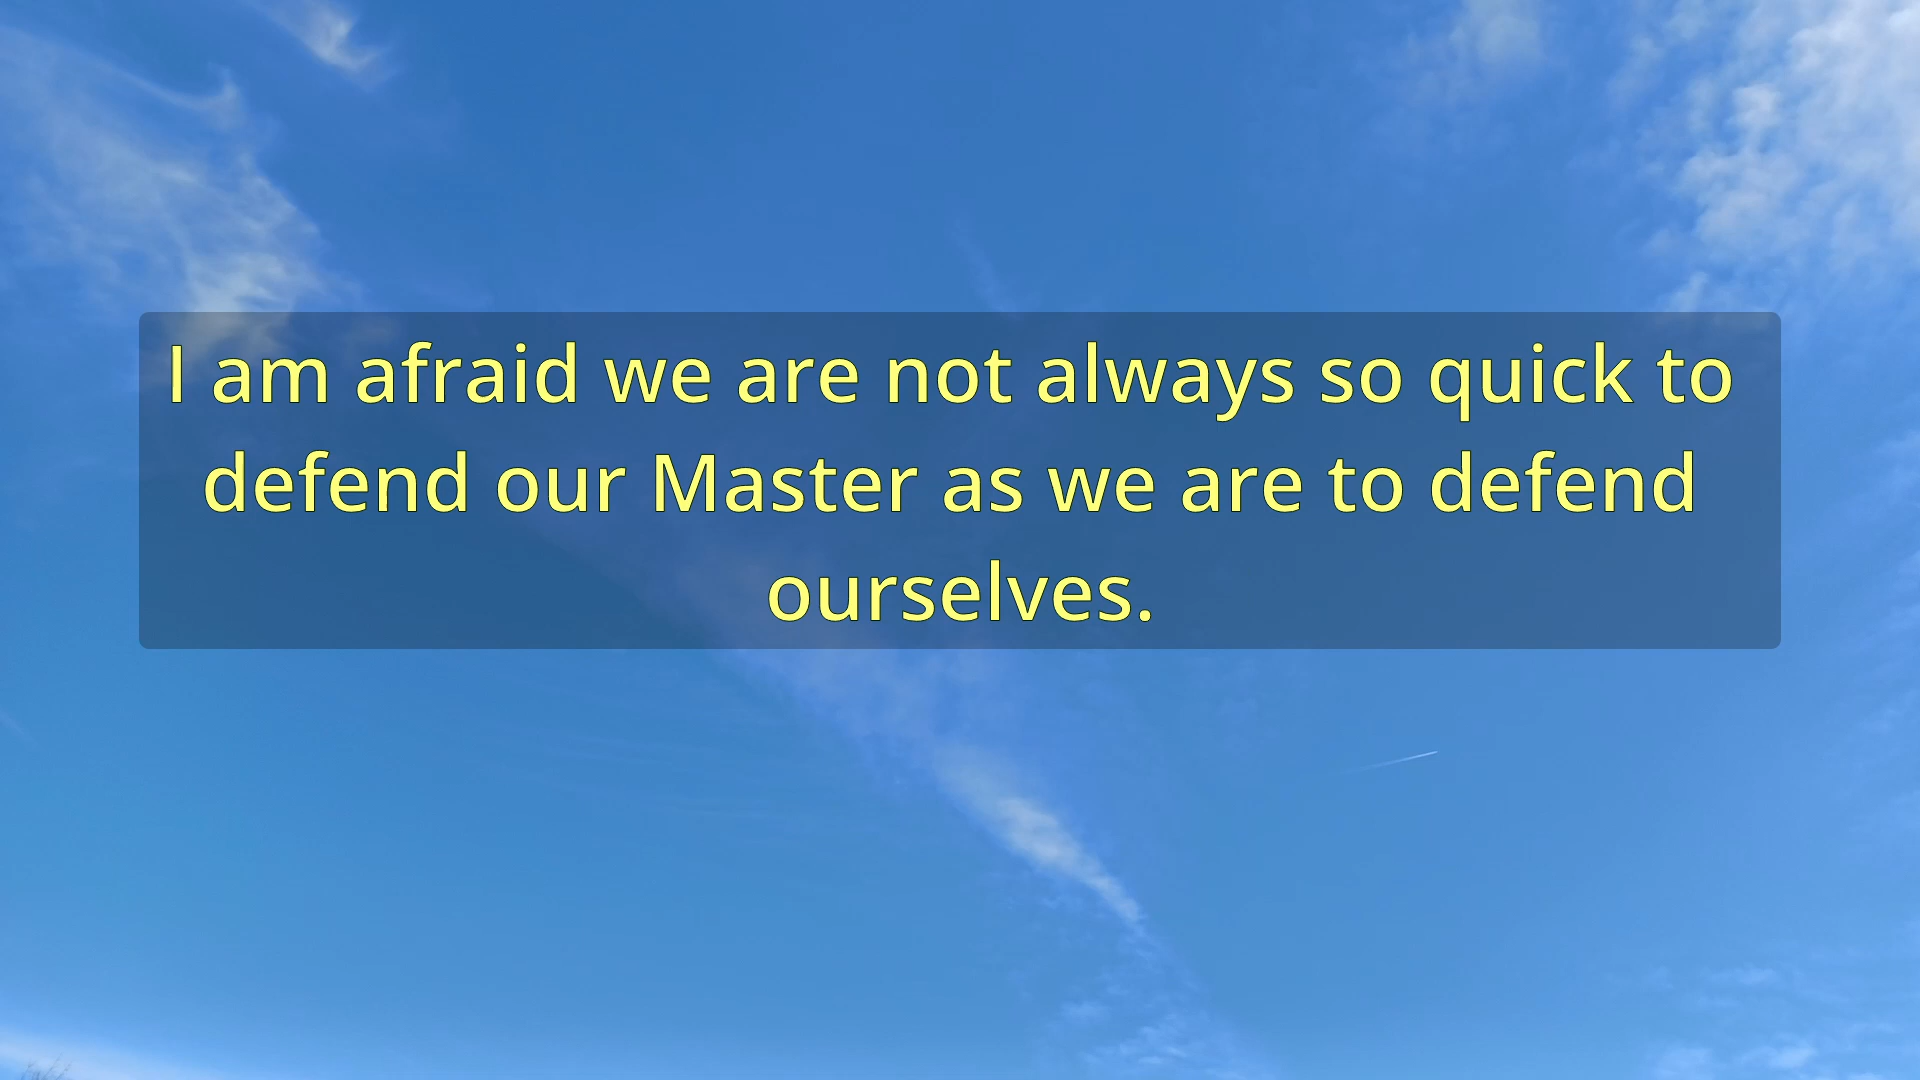 I am afraid we are not always so quick to
defend our Master as we are to defend
ourselves.